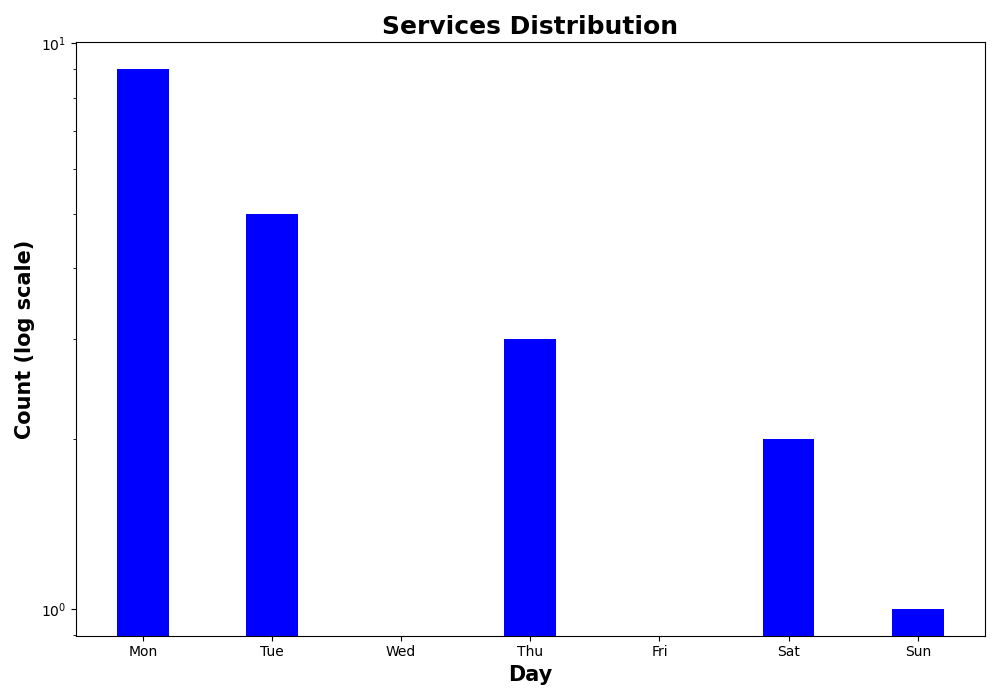 Services Distribution
Count (log scale)
10¹
10⁰
Mon Tue Wed Thu Fri Sat Sun
Day